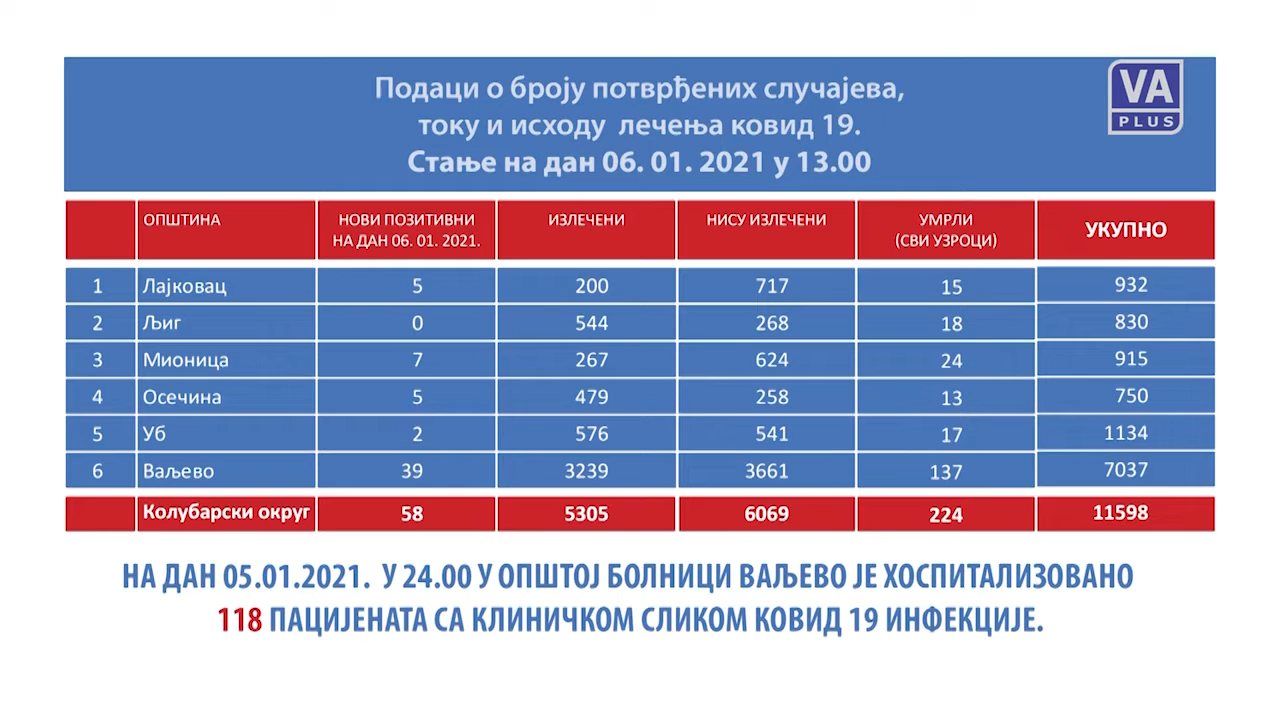 Подаци о броју потврђених случајева,
току и исходу лечења ковид 19.
Стање на дан 06. 01. 2021 у 13.00
VA
PLUS
ОПШТИНА НОВИ ПОЗИТИВНИ НА ДАН 06. 01. 2021. ИЗЛЕЧЕНИ НИСУ ИЗЛЕЧЕНИ УМРЛИ (СВИ УЗРОЦИ) УКУПНО
1 Лајковац 5 200 717 15 932
2 Љиг 0 544 268 18 830
3 Мионица 7 267 624 24 915
4 Осечина 5 479 258 13 750
5 Уб 2 576 541 17 1134
6 Ваљево 39 3239 3661 137 7037
Колубарски округ 58 5305 6069 224 11598
НА ДАН 05.01.2021. У 24.00 У ОПШТОЈ БОЛНИЦИ ВАЉЕВО ЈЕ ХОСПИТАЛИЗОВАНО
118 ПАЦИЈЕНАТА СА КЛИНИЧКОМ СЛИКОМ КОВИД 19 ИНФЕКЦИЈЕ.